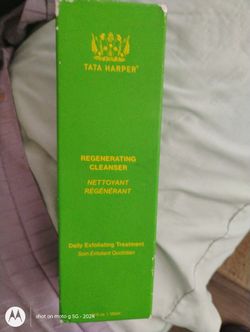 TATA HARPER
REGENERATING
CLEANSER
NETTOYANT
RÉGÉNÉRANT
Daily Exfoliating Treatment
Soin Exfoliant Quotidien
shot on moto g 5G - 2024